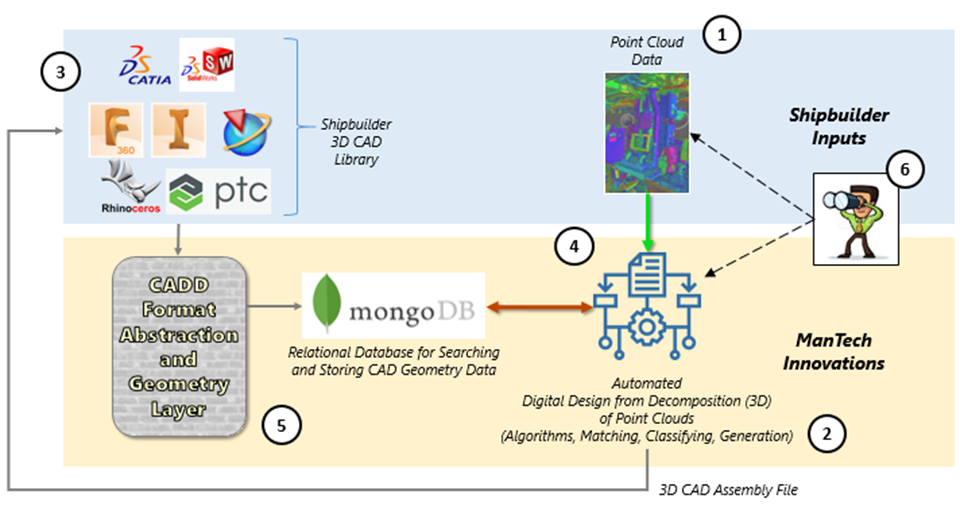 1
Point Cloud
Data
3
DS
CATIA
DS
SW
SolidWorks
F
360
I
Shipbuilder
3D CAD
Library
Shipbuilder
Inputs
6
Rhinoceros
ptc
4
CADD
Format
Abstraction
and
Geometry
Layer
mongoDB
Relational Database for Searching
and Storing CAD Geometry Data
ManTech
Innovations
Automated
Digital Design from Decomposition (3D)
of Point Clouds
(Algorithms, Matching, Classifying, Generation)
5
2
3D CAD Assembly File